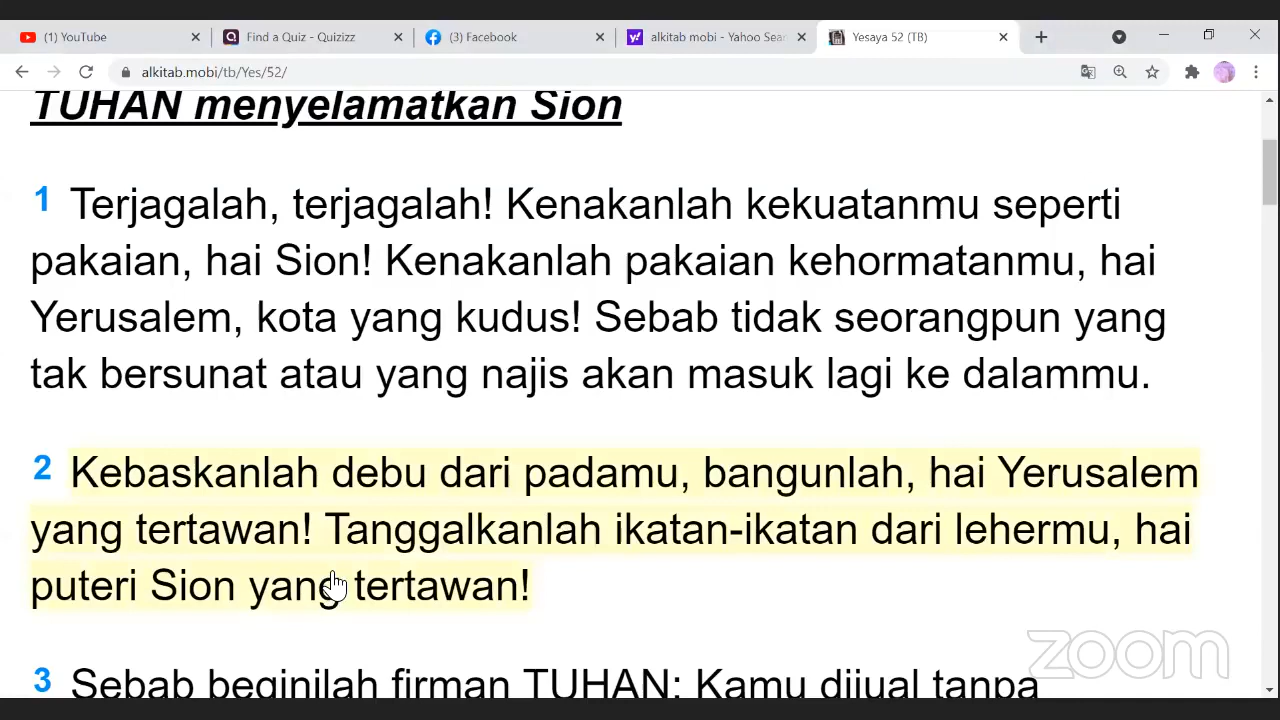 (1) YouTube
Find a Quiz - Quizizz
(3) Facebook
alkitab mobi - Yahoo Sear
Yesaya 52 (TB)
alkitab.mobi/tb/Yes/52/
TUHAN menyelamatkan Sion
1 Terjagalah, terjagalah! Kenakanlah kekuatanmu seperti
pakaian, hai Sion! Kenakanlah pakaian kehormatanmu, hai
Yerusalem, kota yang kudus! Sebab tidak seorangpun yang
tak bersunat atau yang najis akan masuk lagi ke dalammu.
2 Kebaskanlah debu dari padamu, bangunlah, hai Yerusalem
yang tertawan! Tanggalkanlah ikatan-ikatan dari lehermu, hai
puteri Sion yang tertawan!
3 Sebab beginilah firman TUHAN: Kamu dijual tanpa
zoom